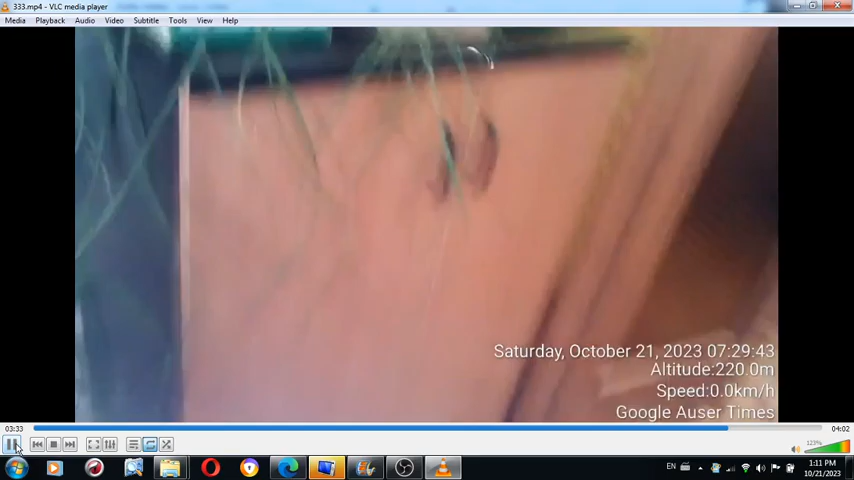 333.mp4 - VLC media player
Media Playback Audio Video Subtitle Tools View Help
Saturday, October 21, 2023 07:29:43
Altitude:220.0m
Speed:0.0km/h
Google Auser Times
03:33 04:02
123%
EN 1:11 PM
10/21/2023